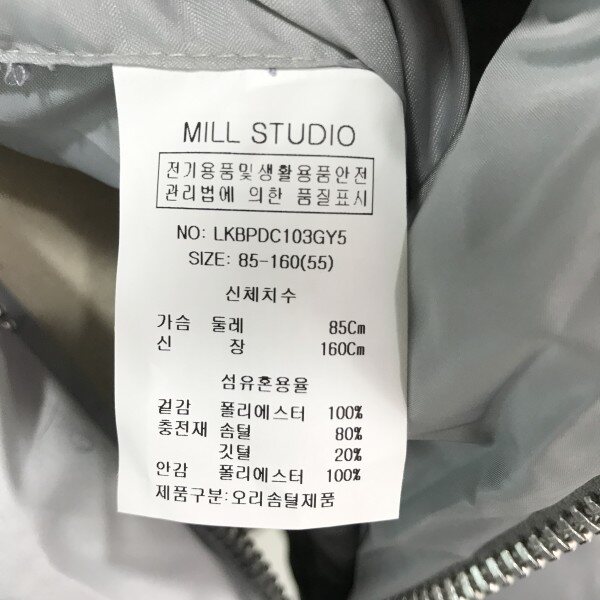 MILL STUDIO
전기용품및생활용품안전
관리법에 의한 품질표시
NO: LKBPDC103GY5
SIZE: 85-160(55)
신체치수
가슴 둘레 85Cm
신 장 160Cm
섬유혼용율
겉감 폴리에스터 100%
충전재 솜털 80%
깃털 20%
안감 폴리에스터 100%
제품구분:오리솜털제품